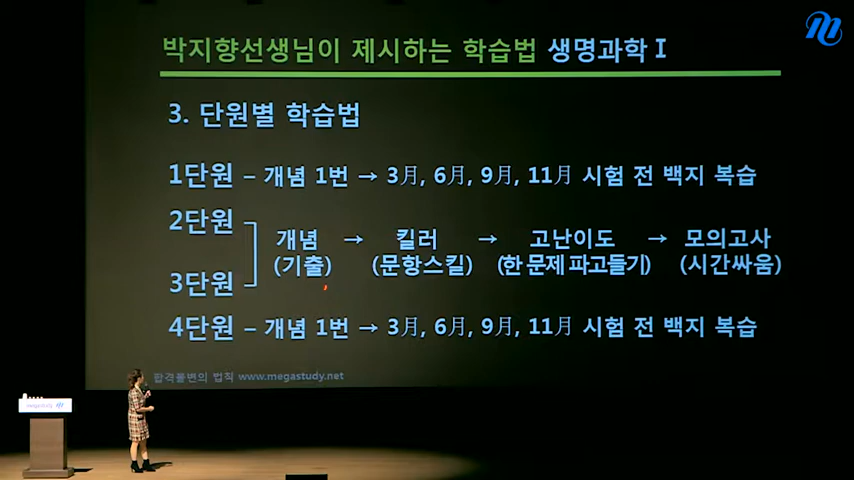 박지향선생님이 제시하는 학습법 생명과학 I
3. 단원별 학습법
1단원 – 개념 1번 → 3月, 6月, 9月, 11月 시험 전 백지 복습
2단원
개념 → 킬러 → 고난이도 → 모의고사
(기출) (문항스킬) (한 문제 파고들기) (시간싸움)
3단원
4단원 – 개념 1번 → 3月, 6月, 9月, 11月 시험 전 백지 복습
합격불변의 법칙 www.megastudy.net
megastudy